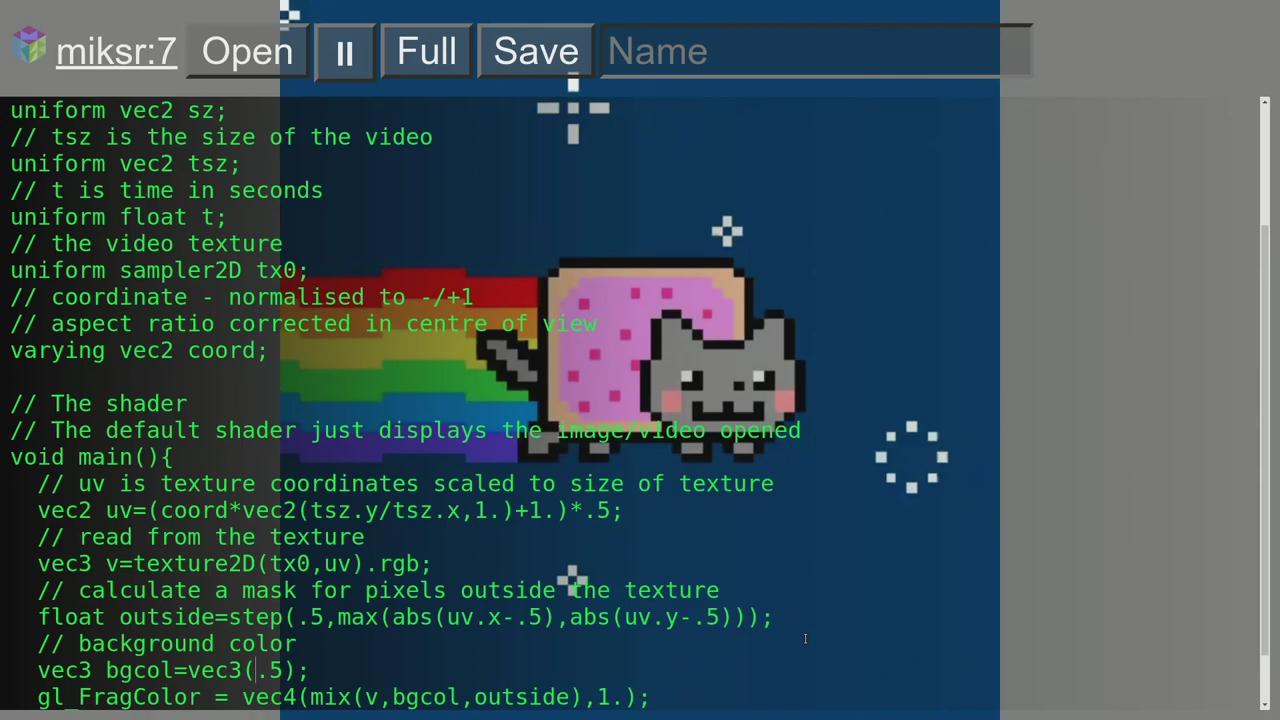 miksr:7 Open Full Save Name
uniform vec2 sz;
// tsz is the size of the video
uniform vec2 tsz;
// t is time in seconds
uniform float t;
// the video texture
uniform sampler2D tx0;
// coordinate - normalised to -/+1
// aspect ratio corrected in centre of view
varying vec2 coord;
// The shader
// The default shader just displays the image/video opened
void main(){
// uv is texture coordinates scaled to size of texture
vec2 uv=(coord*vec2(tsz.y/tsz.x,1.)+1.)*.5;
// read from the texture
vec3 v=texture2D(tx0,uv).rgb;
// calculate a mask for pixels outside the texture
float outside=step(.5,max(abs(uv.x-.5),abs(uv.y-.5)));
// background color
vec3 bgcol=vec3(.5);
gl_FragColor = vec4(mix(v,bgcol,outside),1.);